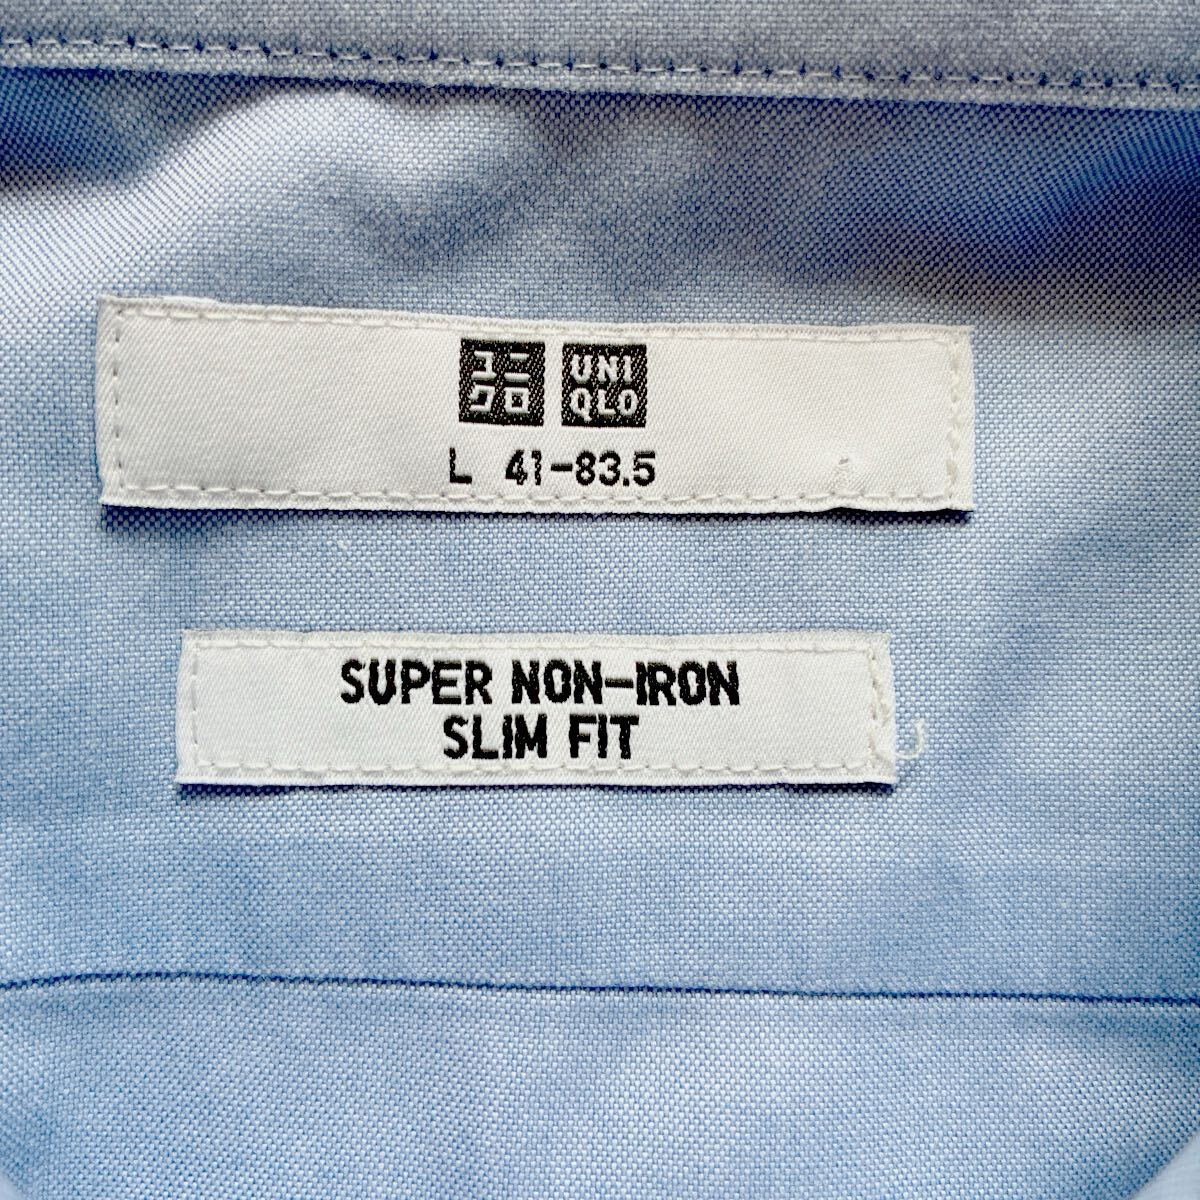 ユニ UNI
クロ QLO
L 41-83.5
SUPER NON-IRON
SLIM FIT